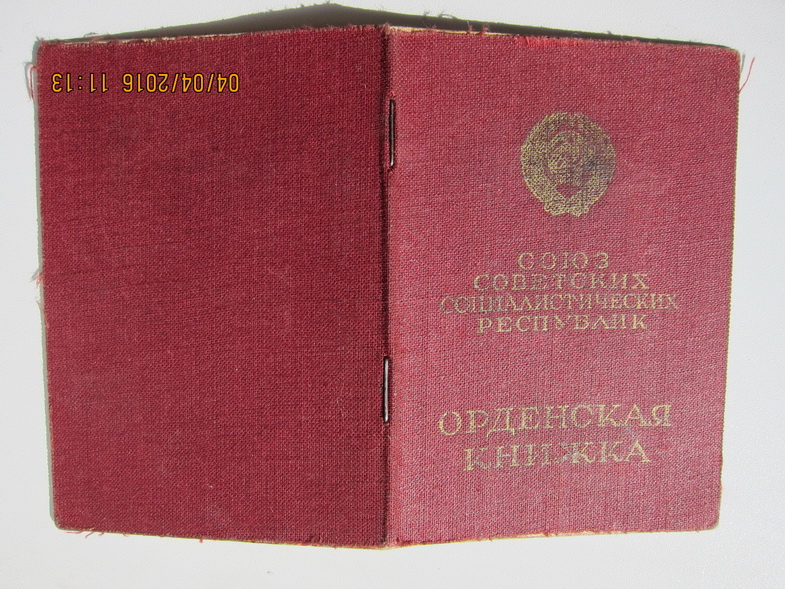 04/04/2016 11:13
СОЮЗ
СОВЕТСКИХ
СОЦИАЛИСТИЧЕСКИХ
РЕСПУБЛИК
ОРДЕНСКАЯ
КНИЖКА